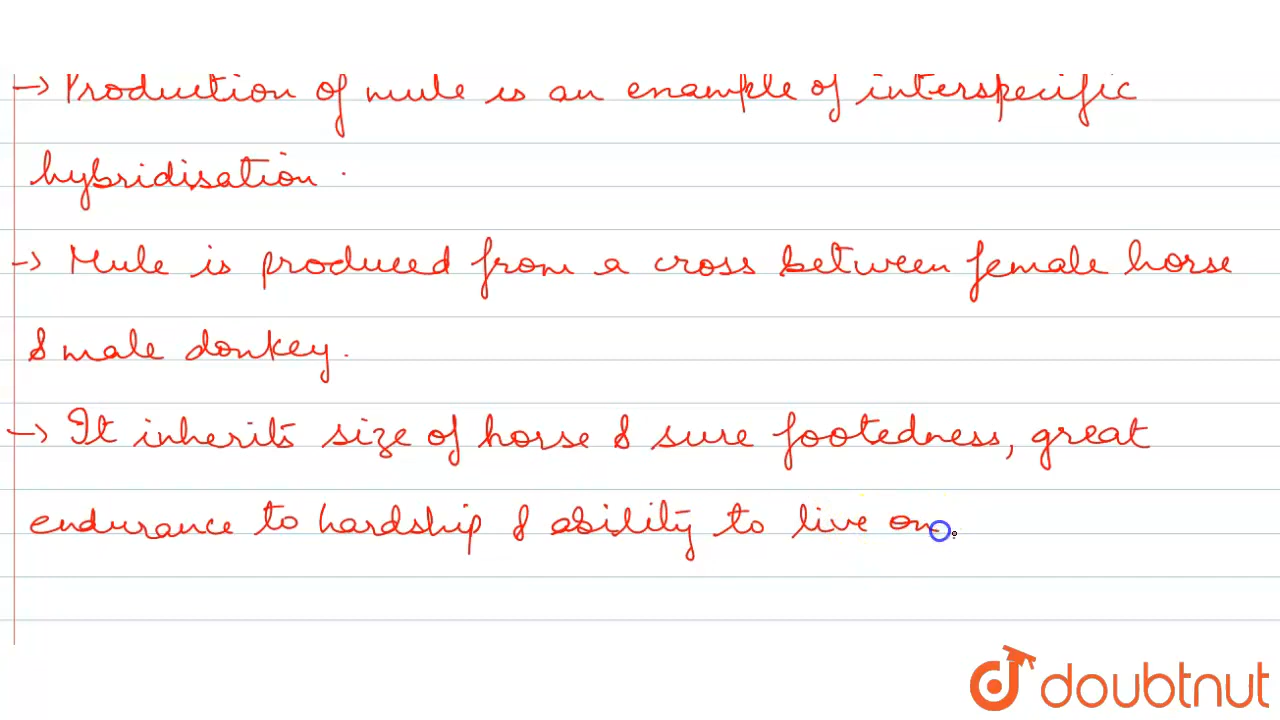 → Production of mule is an example of interspecific
hybridisation.
→ Mule is produced from a cross between female horse
& male donkey.
→ It inherits size of horse & sure footedness, great
endurance to hardship & ability to live on
doubtnut